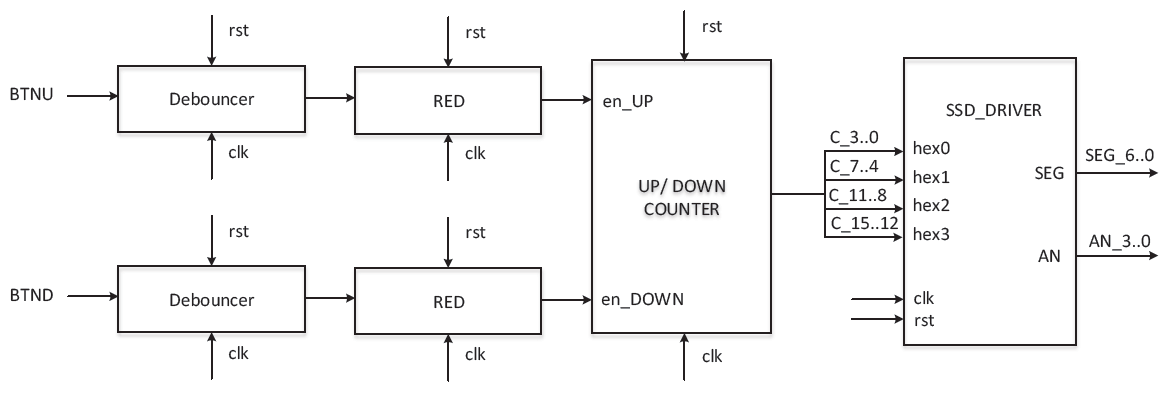 rst
rst
rst
BTNU
Debouncer
RED
en_UP
clk
clk
SSD_DRIVER
C_3..0
hex0
C_7..4
hex1
C_11..8
hex2
C_15..12
hex3
SEG
SEG_6..0
AN
AN_3..0
UP/ DOWN
COUNTER
rst
rst
BTND
Debouncer
RED
en_DOWN
clk
clk
clk
clk
rst